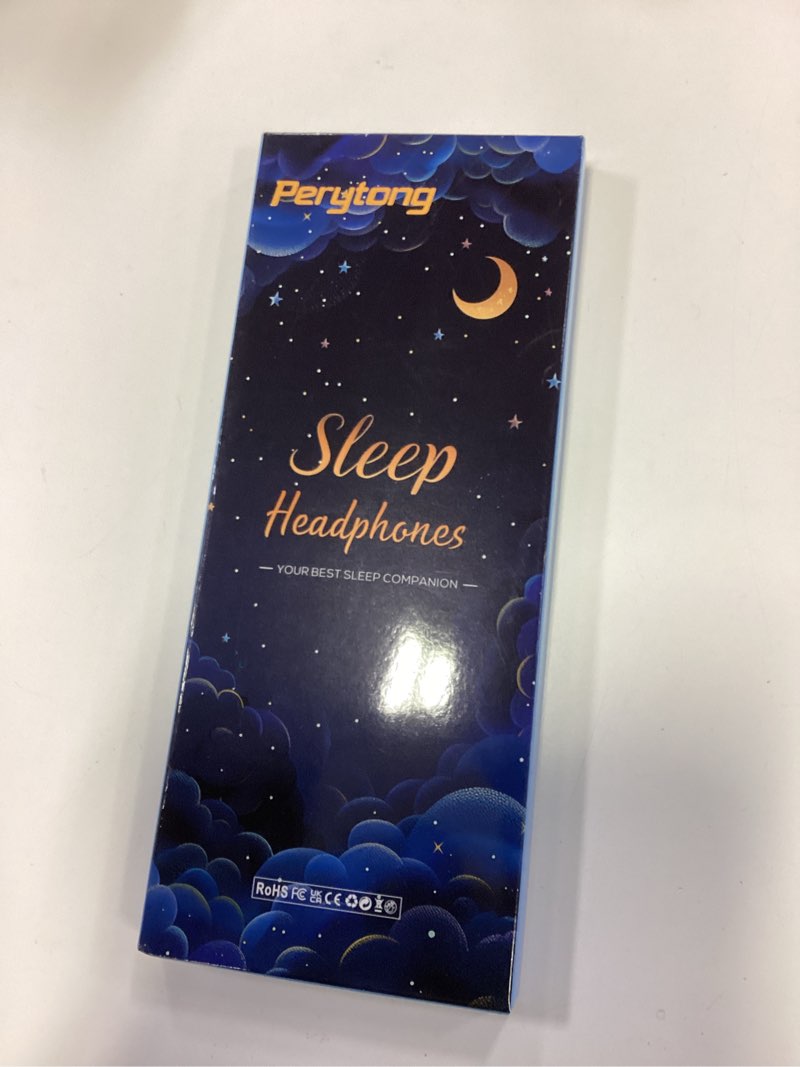 Perytong
Sleep
Headphones
— YOUR BEST SLEEP COMPANION —
RoHS FC UK CA CE